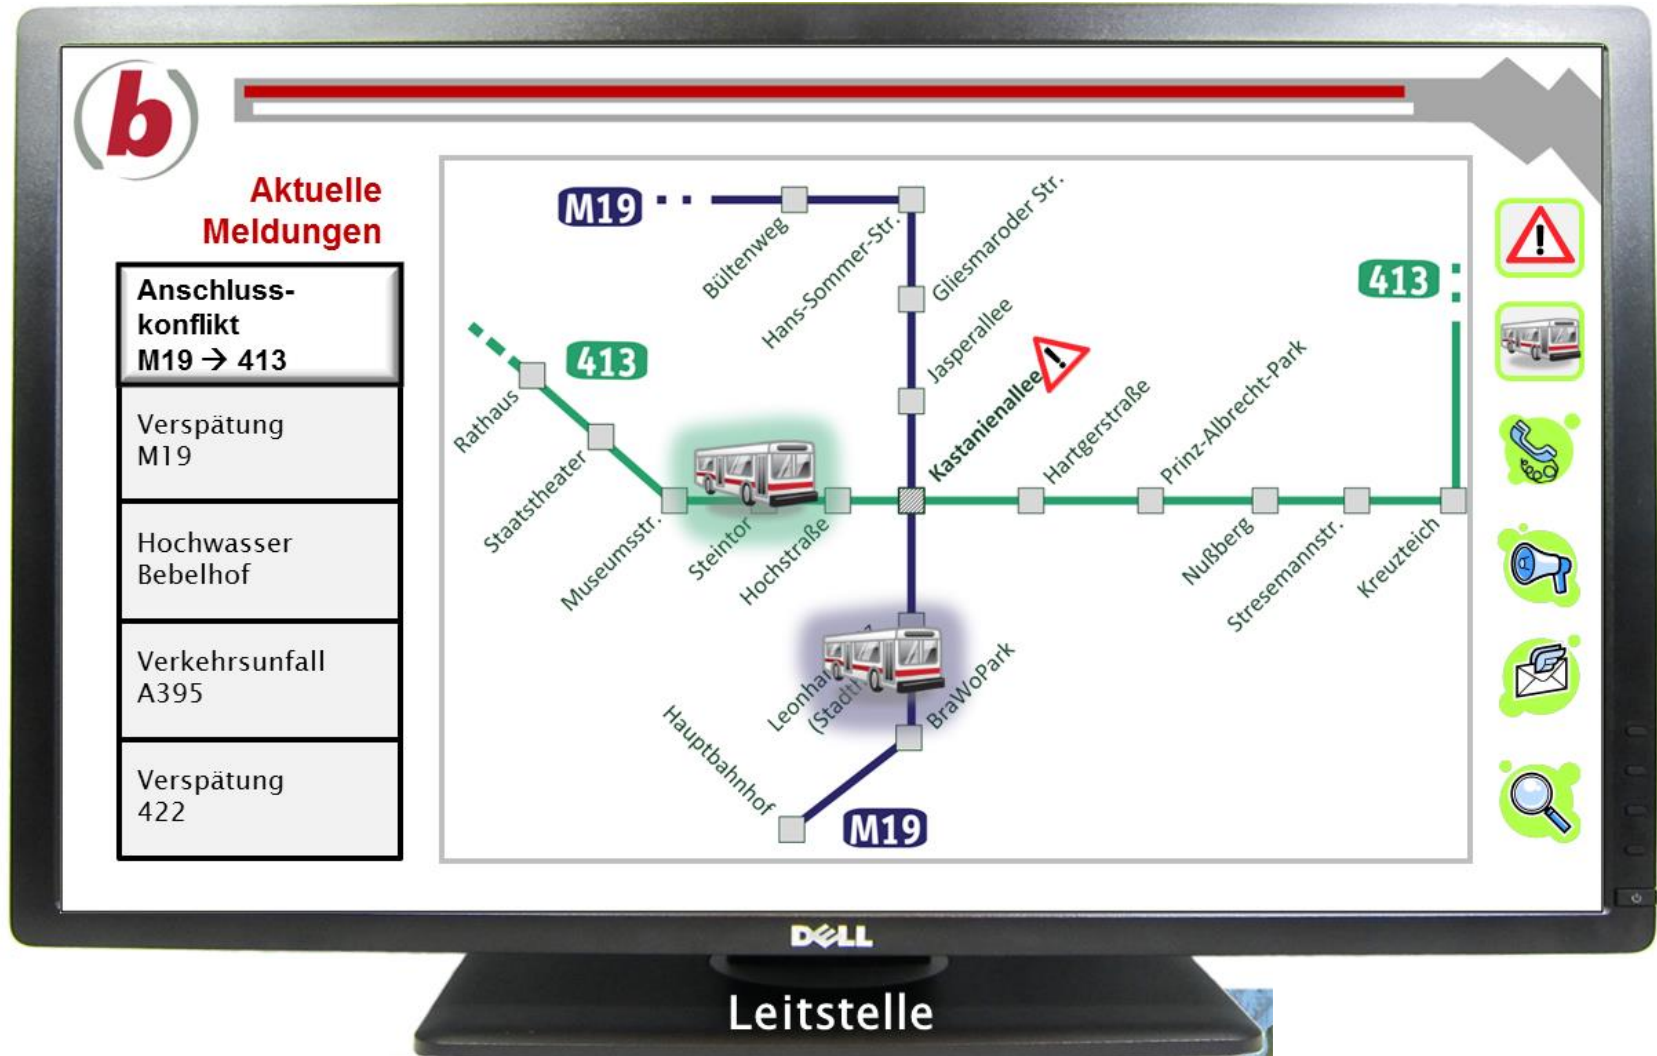 b
Aktuelle
Meldungen
Anschluss-
konflikt
M19 → 413
Verspätung
M19
Hochwasser
Bebelhof
Verkehrsunfall
A395
Verspätung
422
M19
Bültenweg
Hans-Sommer-Str.
Gliesmaroder Str.
Jasperallee
413
413
Rathaus
Staatstheater
Museumsstr.
Steintor
Hochstraße
Kastanienallee
!
Hartgerstraße
Prinz-Albrecht-Park
Nußberg
Stresemannstr.
Kreuzteich
BraWoPark
Hauptbahnhof
M19
!
DELL
Leitstelle